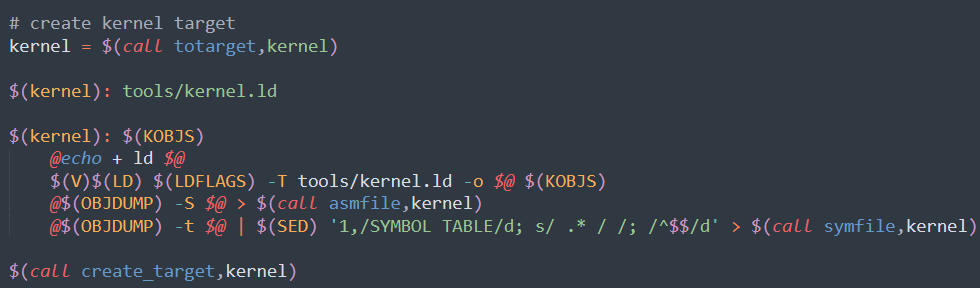 # create kernel target
kernel = $(call totarget,kernel)
$(kernel): tools/kernel.ld
$(kernel): $(KOBJS)
@echo + ld $@
$(V)$(LD) $(LDFLAGS) -T tools/kernel.ld -o $@ $(KOBJS)
@$(OBJDUMP) -S $@ > $(call asmfile,kernel)
@$(OBJDUMP) -t $@ | $(SED) '1,/SYMBOL TABLE/d; s/ .* / /; /^$$/d' > $(call symfile,kernel)
$(call create_target,kernel)